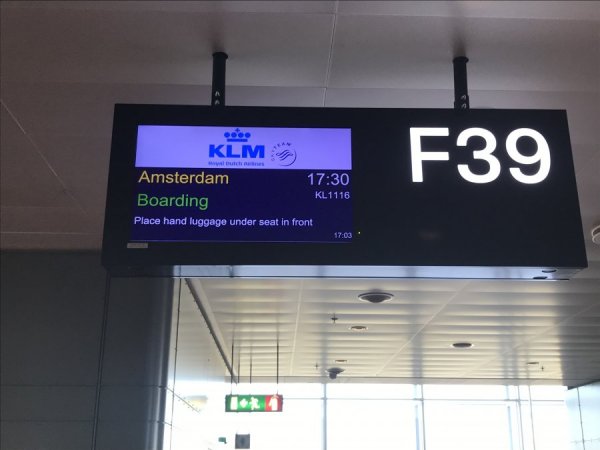 KLM
SKYTEAM
Royal Dutch Airlines
F39
Amsterdam 17:30
Boarding KL1116
Place hand luggage under seat in front
17:03